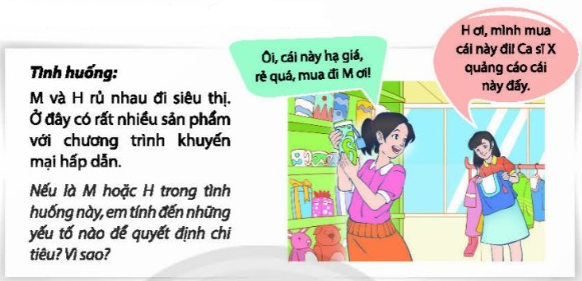 Tình huống:
M và H rủ nhau đi siêu thị.
Ở đây có rất nhiều sản phẩm
với chương trình khuyến
mại hấp dẫn.
Nếu là M hoặc H trong tình
huống này, em tính đến những
yếu tố nào để quyết định chi
tiêu? Vì sao?
Ôi, cái này hạ giá,
rẻ quá, mua đi M ơi!
H ơi, mình mua
cái này đi! Ca sĩ X
quảng cáo cái
này đấy.